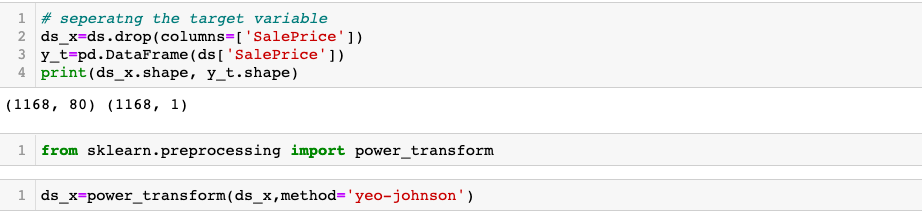 1 # seperatng the target variable
2 ds_x=ds.drop(columns=['SalePrice'])
3 y_t=pd.DataFrame(ds['SalePrice'])
4 print(ds_x.shape, y_t.shape)
(1168, 80) (1168, 1)
1 from sklearn.preprocessing import power_transform
1 ds_x=power_transform(ds_x,method='yeo-johnson')